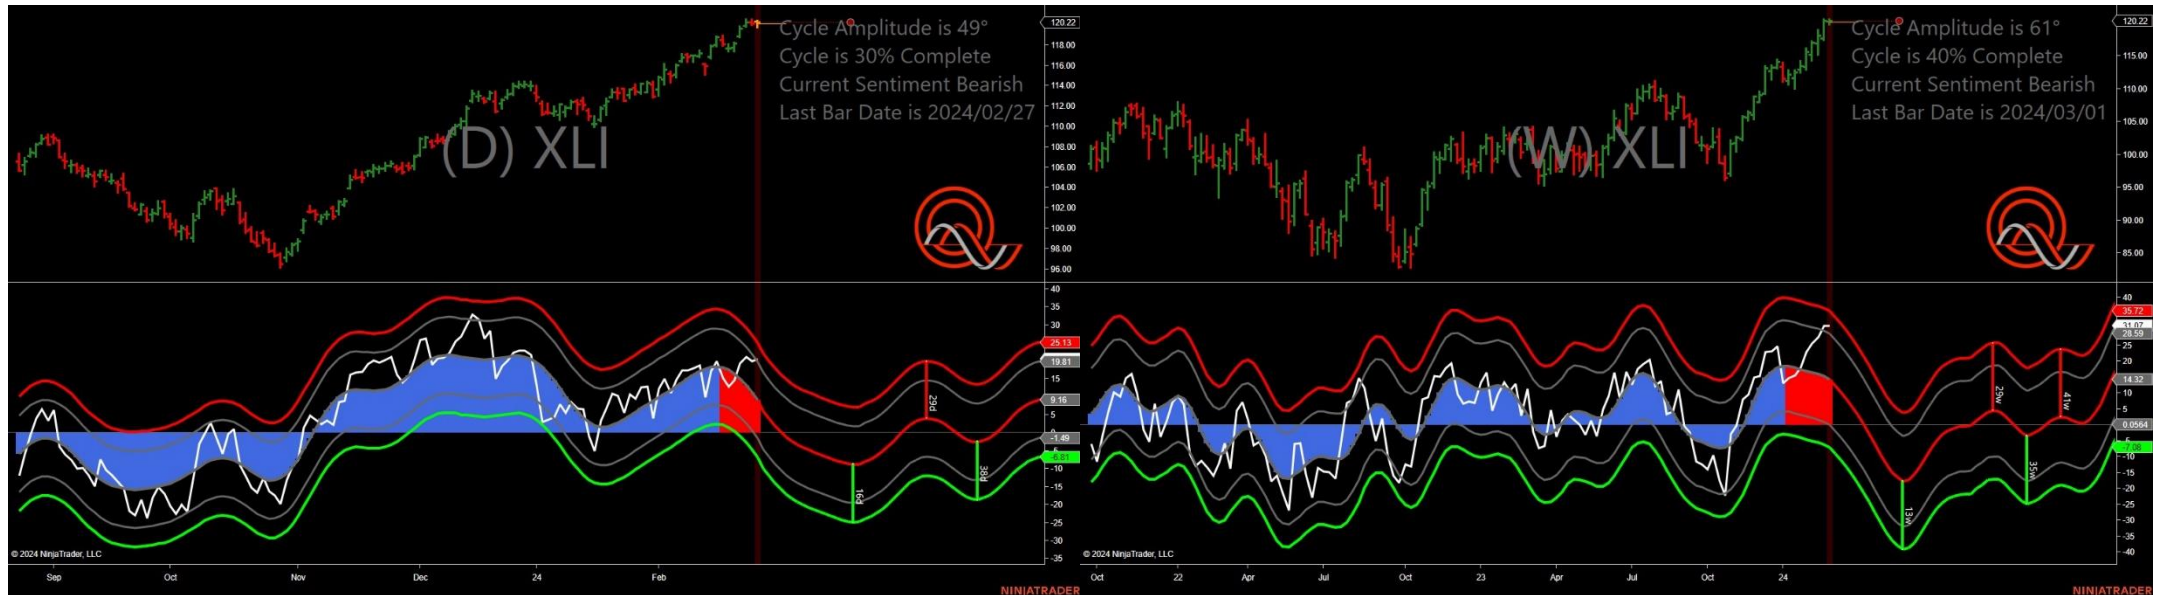 Cycle Amplitude is 49°
Cycle is 30% Complete
Current Sentiment Bearish
Last Bar Date is 2024/02/27
(D) XLI
120.22
118.00
116.00
114.00
112.00
110.00
108.00
106.00
104.00
102.00
100.00
98.00
96.00
40
35
30
25.13
19.81
15
9.16
5
0
-1.49
-6.81
-10
-15
-20
-25
-30
-35
16d
29d
38d
© 2024 NinjaTrader, LLC
Sep Oct Nov Dec 24 Feb
NINJATRADER
Cycle Amplitude is 61°
Cycle is 40% Complete
Current Sentiment Bearish
Last Bar Date is 2024/03/01
(W) XLI
120.22
115.00
110.00
105.00
100.00
95.00
90.00
85.00
40
35.72
31.07
28.59
25
20
14.32
10
5
0.0564
-7.08
-10
-15
-20
-25
-30
-35
-40
13w
29w
35w
41w
© 2024 NinjaTrader, LLC
Oct 22 Apr Jul Oct 23 Apr Jul Oct 24
NINJATRADER